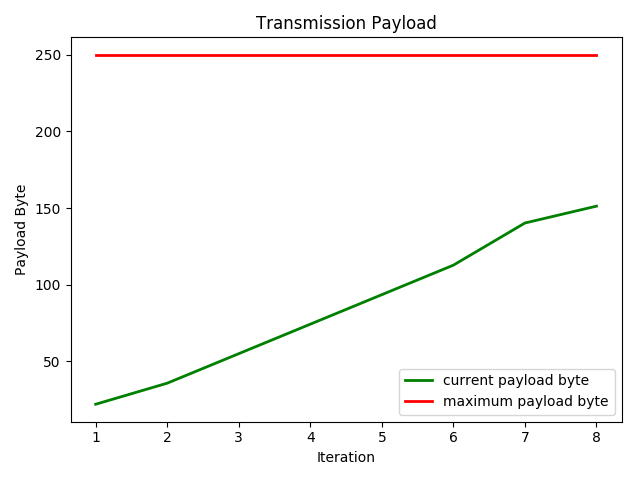 Transmission Payload
Payload Byte
250
200
150
100
50
1 2 3 4 5 6 7 8
Iteration
current payload byte
maximum payload byte